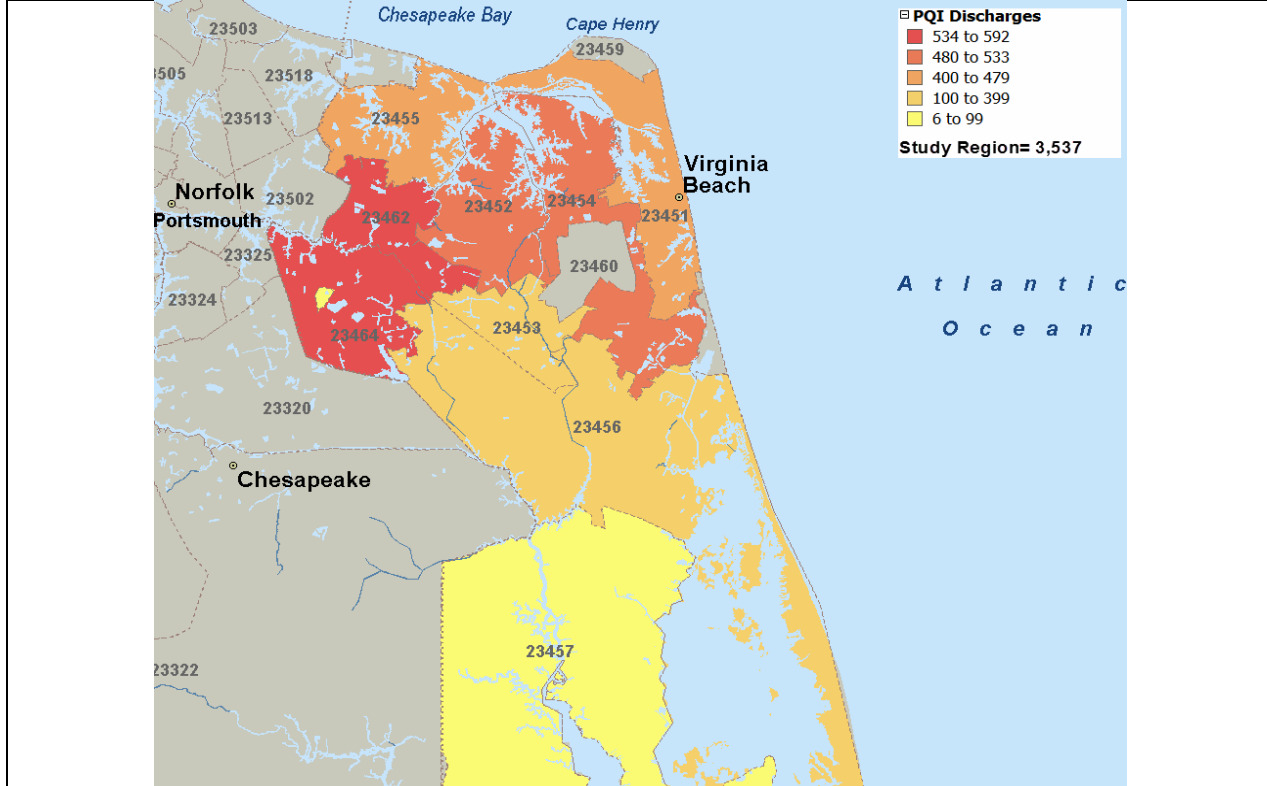 Chesapeake Bay
Cape Henry
23503
23459
3505
23518
23455
23513
Virginia
Beach
Norfolk
Portsmouth
23502
23462
23452
23454
23451
23325
23460
23324
23464
23453
23320
23456
Chesapeake
23457
23322
Atlantic
Ocean
PQI Discharges
534 to 592
480 to 533
400 to 479
100 to 399
6 to 99
Study Region= 3,537